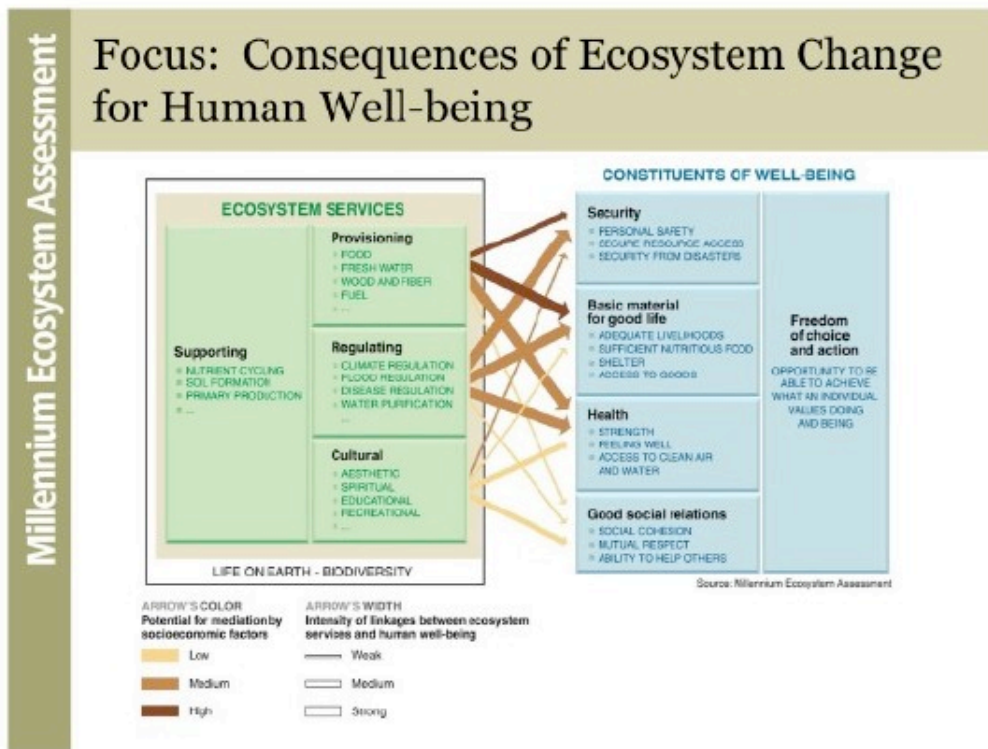 Millennium Ecosystem Assessment
Focus: Consequences of Ecosystem Change
for Human Well-being
ECOSYSTEM SERVICES
Supporting
NUTRIENT CYCLING
SOIL FORMATION
PRIMARY PRODUCTION
...
Provisioning
FOOD
FRESH WATER
WOOD AND FIBER
FUEL
...
Regulating
CLIMATE REGULATION
FLOOD REGULATION
DISEASE REGULATION
WATER PURIFICATION
...
Cultural
AESTHETIC
SPIRITUAL
EDUCATIONAL
RECREATIONAL
...
LIFE ON EARTH - BIODIVERSITY
CONSTITUENTS OF WELL-BEING
Security
PERSONAL SAFETY
SECURE RESOURCE ACCESS
SECURITY FROM DISASTERS
Basic material
for good life
ADEQUATE LIVELIHOODS
SUFFICIENT NUTRITIOUS FOOD
SHELTER
ACCESS TO GOODS
Health
STRENGTH
FEELING WELL
ACCESS TO CLEAN AIR
AND WATER
Good social relations
SOCIAL COHESION
MUTUAL RESPECT
ABILITY TO HELP OTHERS
Freedom
of choice
and action
OPPORTUNITY TO BE
ABLE TO ACHIEVE
WHAT AN INDIVIDUAL
VALUES DOING
AND BEING
Source: Millennium Ecosystem Assessment
ARROW'S COLOR
Potential for mediation by
socioeconomic factors
Low
Medium
High
ARROW'S WIDTH
Intensity of linkages between ecosystem
services and human well-being
Weak
Medium
Strong